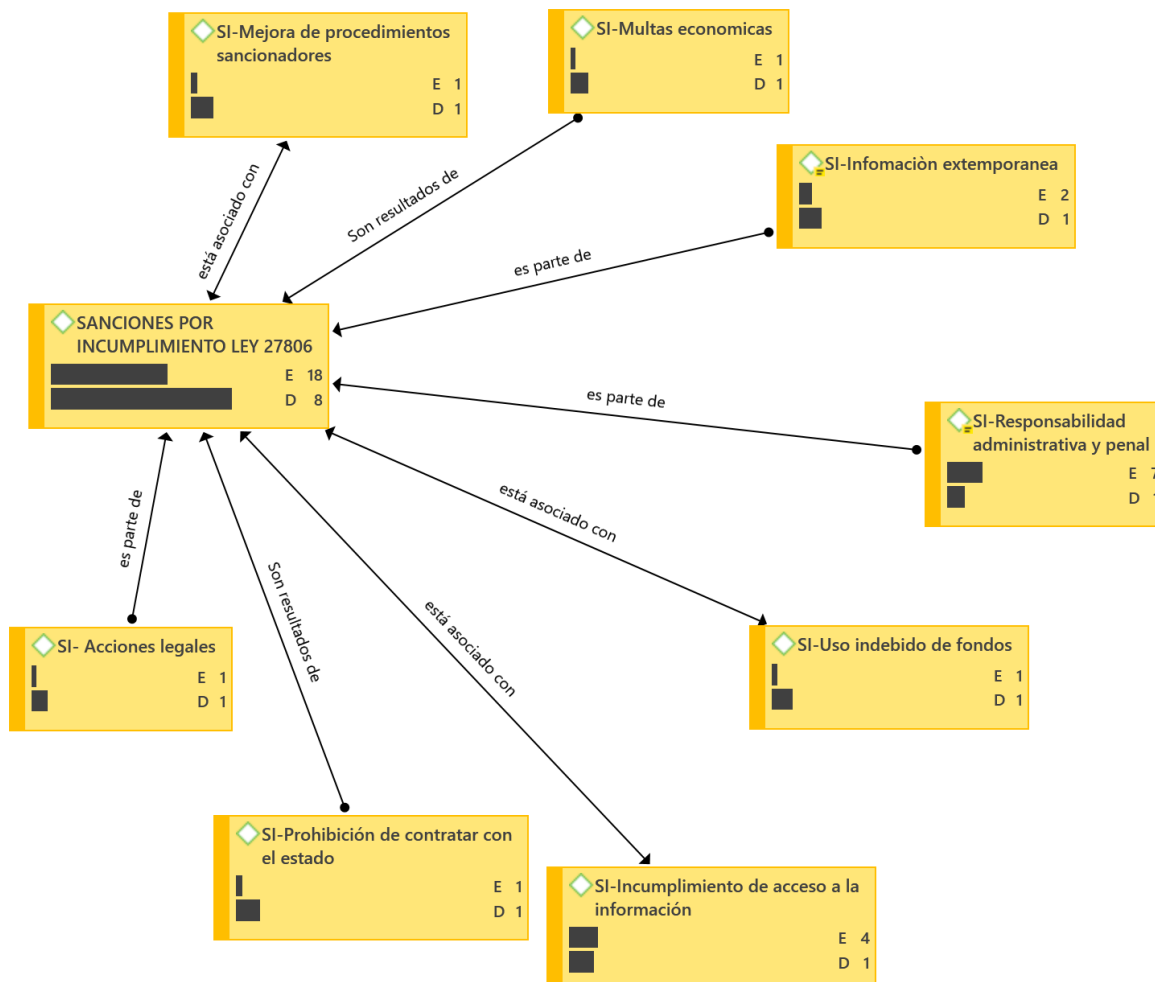 SI-Mejora de procedimientos
sancionadores
E 1
D 1
SI-Multas economicas
E 1
D 1
está asociado con
Son resultados de
SI-Infomaciòn extemporanea
E 2
D 1
es parte de
SANCIONES POR
INCUMPLIMIENTO LEY 27806
E 18
D 8
es parte de
SI-Responsabilidad
administrativa y penal
E 7
D
está asociado con
es parte de
Son resultados de
está asociado con
SI- Acciones legales
E 1
D 1
SI-Uso indebido de fondos
E 1
D 1
SI-Prohibición de contratar con
el estado
E 1
D 1
SI-Incumplimiento de acceso a la
información
E 4
D 1